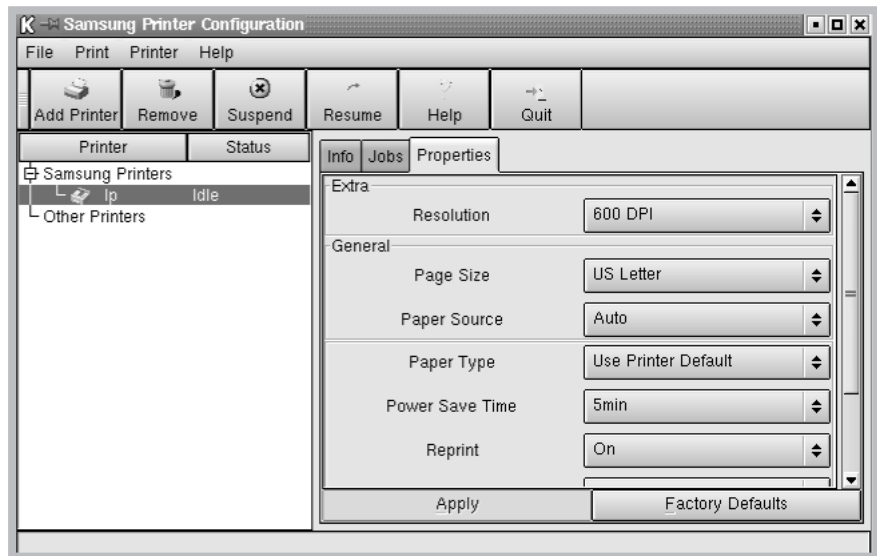 Samsung Printer Configuration
File Print Printer Help
Add Printer Remove Suspend Resume Help Quit
Printer Status
Samsung Printers
lp Idle
Other Printers
Info Jobs Properties
Extra
Resolution 600 DPI
General
Page Size US Letter
Paper Source Auto
Paper Type Use Printer Default
Power Save Time 5min
Reprint On
Apply Factory Defaults